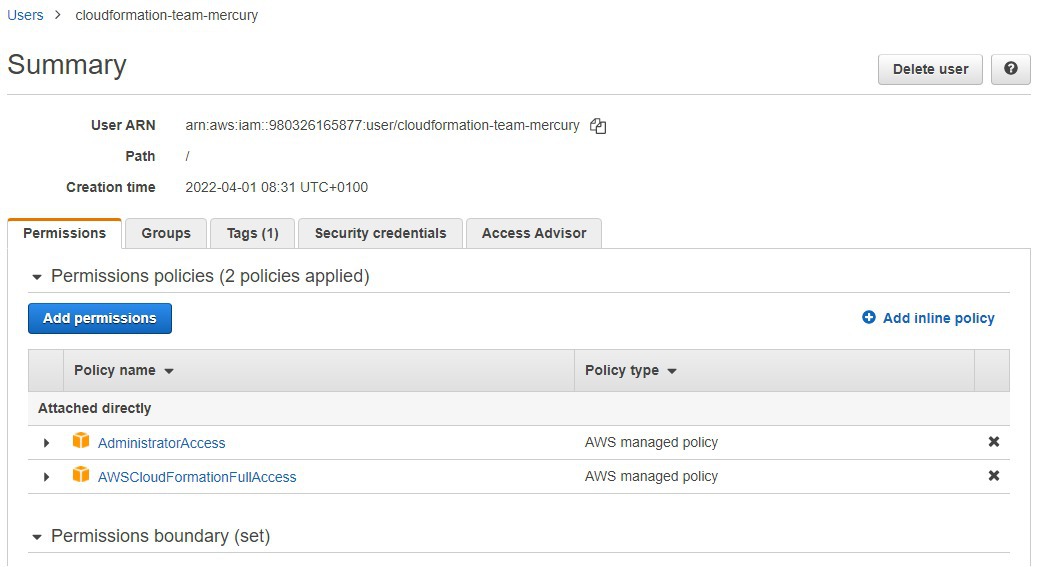 Users > cloudformation-team-mercury
Summary
Delete user
?
User ARN arn:aws:iam::980326165877:user/cloudformation-team-mercury
Path /
Creation time 2022-04-01 08:31 UTC+0100
Permissions Groups Tags (1) Security credentials Access Advisor
Permissions policies (2 policies applied)
Add permissions Add inline policy
Policy name Policy type
Attached directly
AdministratorAccess AWS managed policy
AWSCloudFormationFullAccess AWS managed policy
Permissions boundary (set)